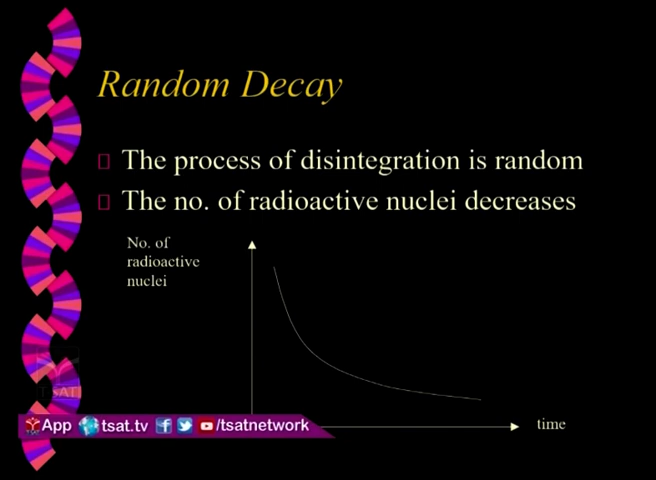 Random Decay
The process of disintegration is random
The no. of radioactive nuclei decreases
No. of
radioactive
nuclei
TSAT
App tsat.tv /tsatnetwork
time